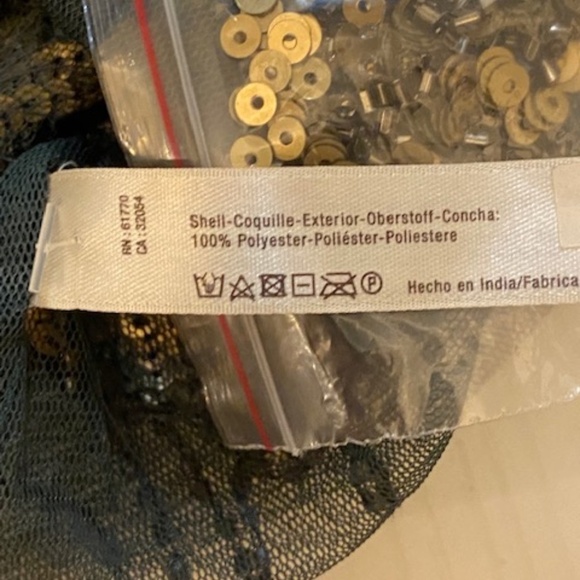 RN : 61770
CA : 32054
Shell-Coquille-Exterior-Oberstoff-Concha:
100% Polyester-Poliéster-Poliestere
P
Hecho en India/Fabrica